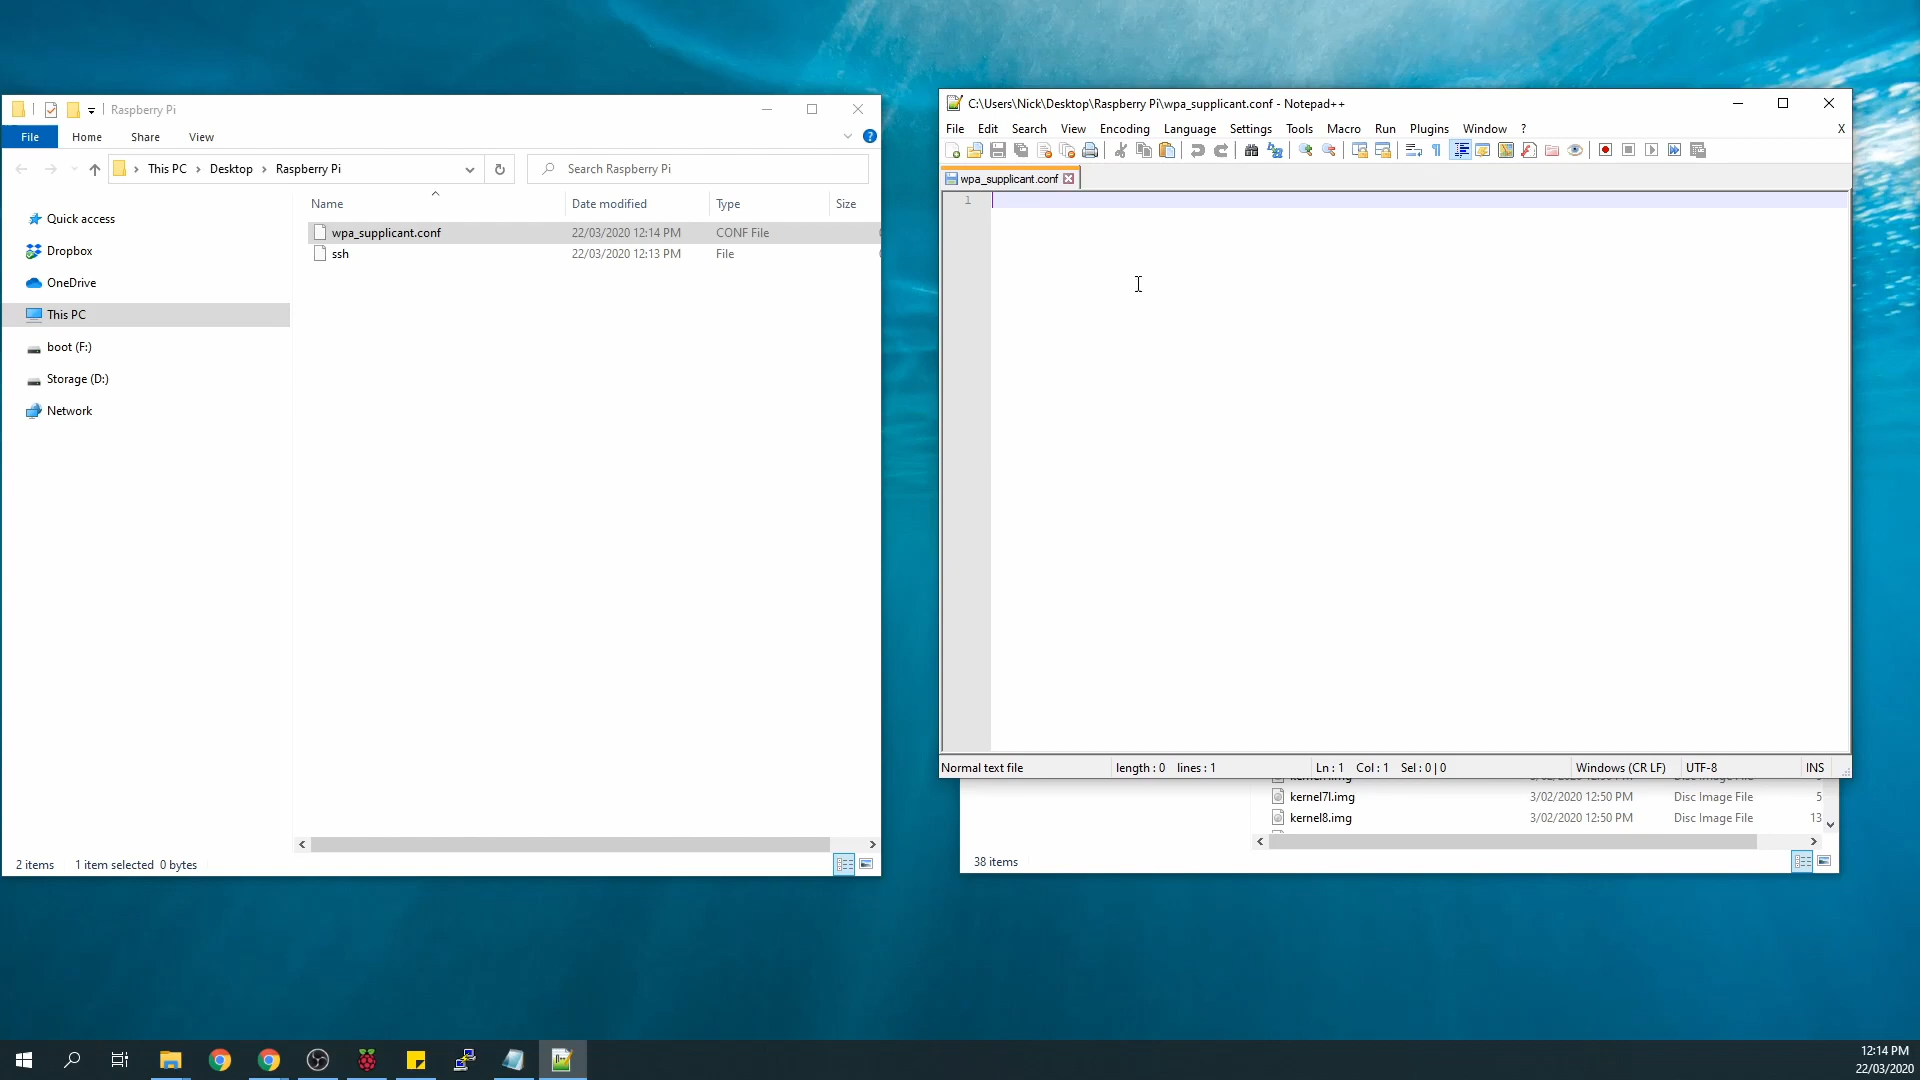 Raspberry Pi
File Home Share View
This PC Desktop Raspberry Pi
Search Raspberry Pi
Quick access
Dropbox
OneDrive
This PC
boot (F:)
Storage (D:)
Network
Name Date modified Type Size
wpa_supplicant.conf 22/03/2020 12:14 PM CONF File
ssh 22/03/2020 12:13 PM File
2 items 1 item selected 0 bytes
C:\Users\Nick\Desktop\Raspberry Pi\wpa_supplicant.conf - Notepad++
File Edit Search View Encoding Language Settings Tools Macro Run Plugins Window ? X
wpa_supplicant.conf
1
Normal text file length : 0 lines : 1 Ln : 1 Col : 1 Sel : 0 | 0 Windows (CR LF) UTF-8 INS
kernel7l.img 3/02/2020 12:50 PM Disc Image File 5
kernel8.img 3/02/2020 12:50 PM Disc Image File 13
38 items
12:14 PM
22/03/2020